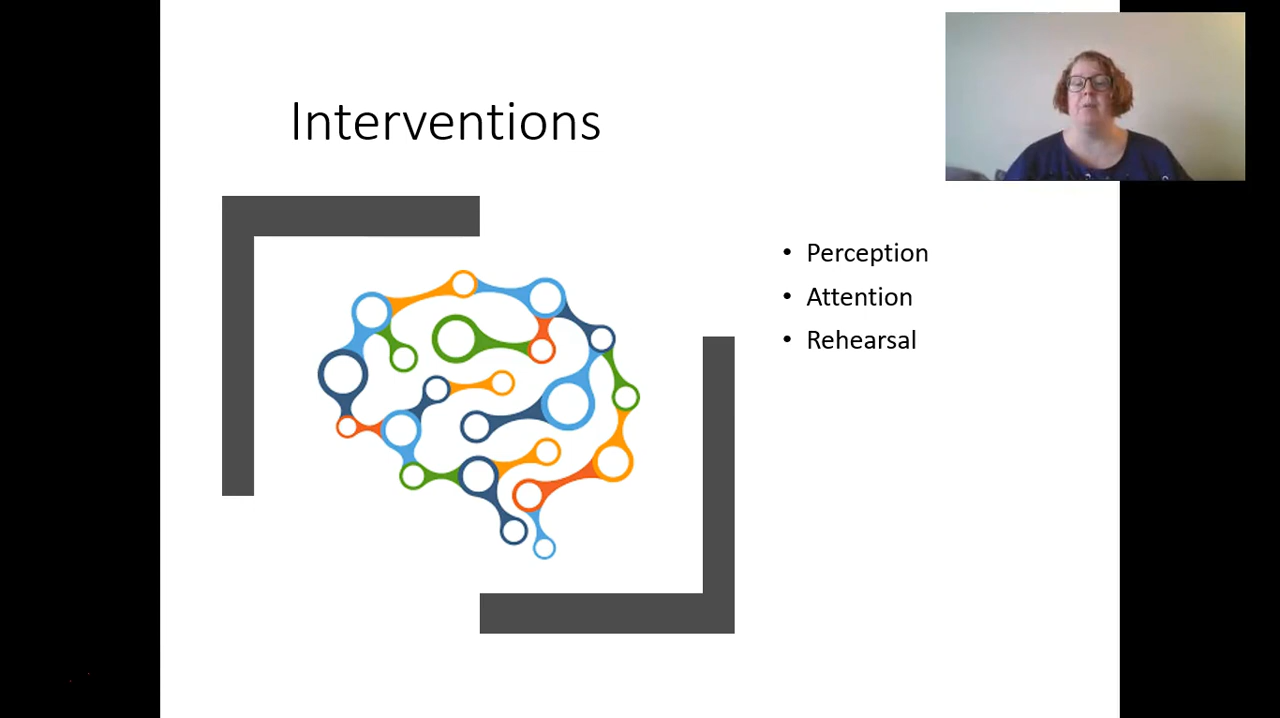 Interventions
• Perception
• Attention
• Rehearsal